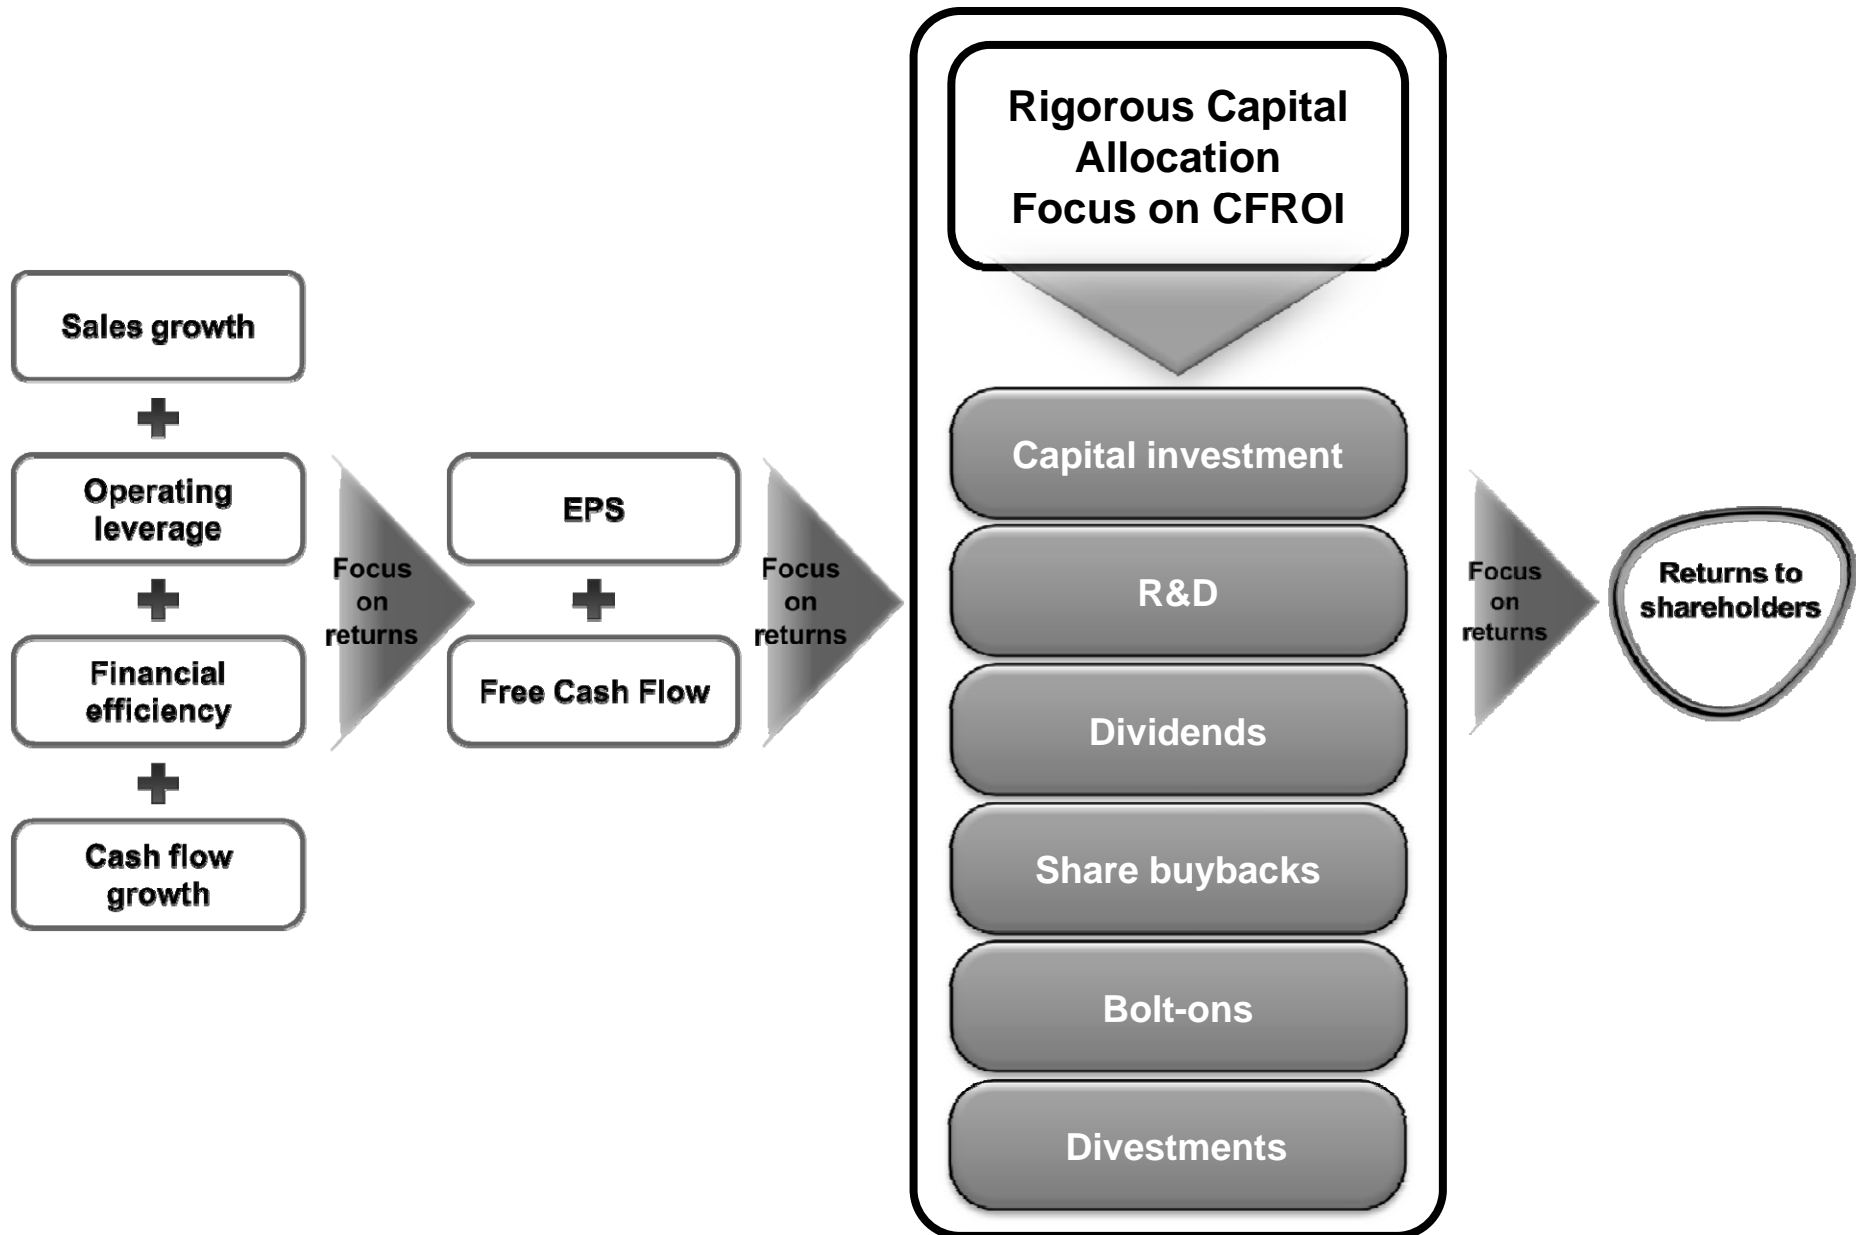 Sales growth
Operating
leverage
Financial
efficiency
Cash flow
growth
Focus
on
returns
EPS
Free Cash Flow
Focus
on
returns
Rigorous Capital
Allocation
Focus on CFROI
Capital investment
R&D
Dividends
Share buybacks
Bolt-ons
Divestments
Focus
on
returns
Returns to
shareholders